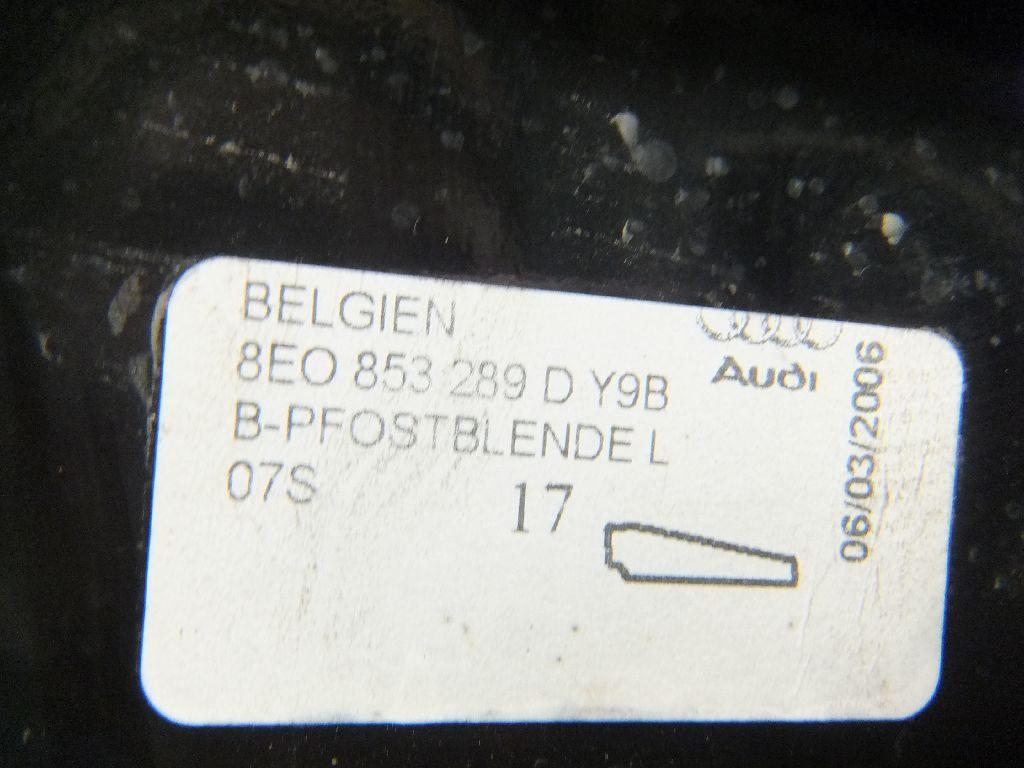 BELGIEN
8E0 853 289 D Y9B
B-PFOSTBLENDE L
07S
17
Audi
06/03/2006